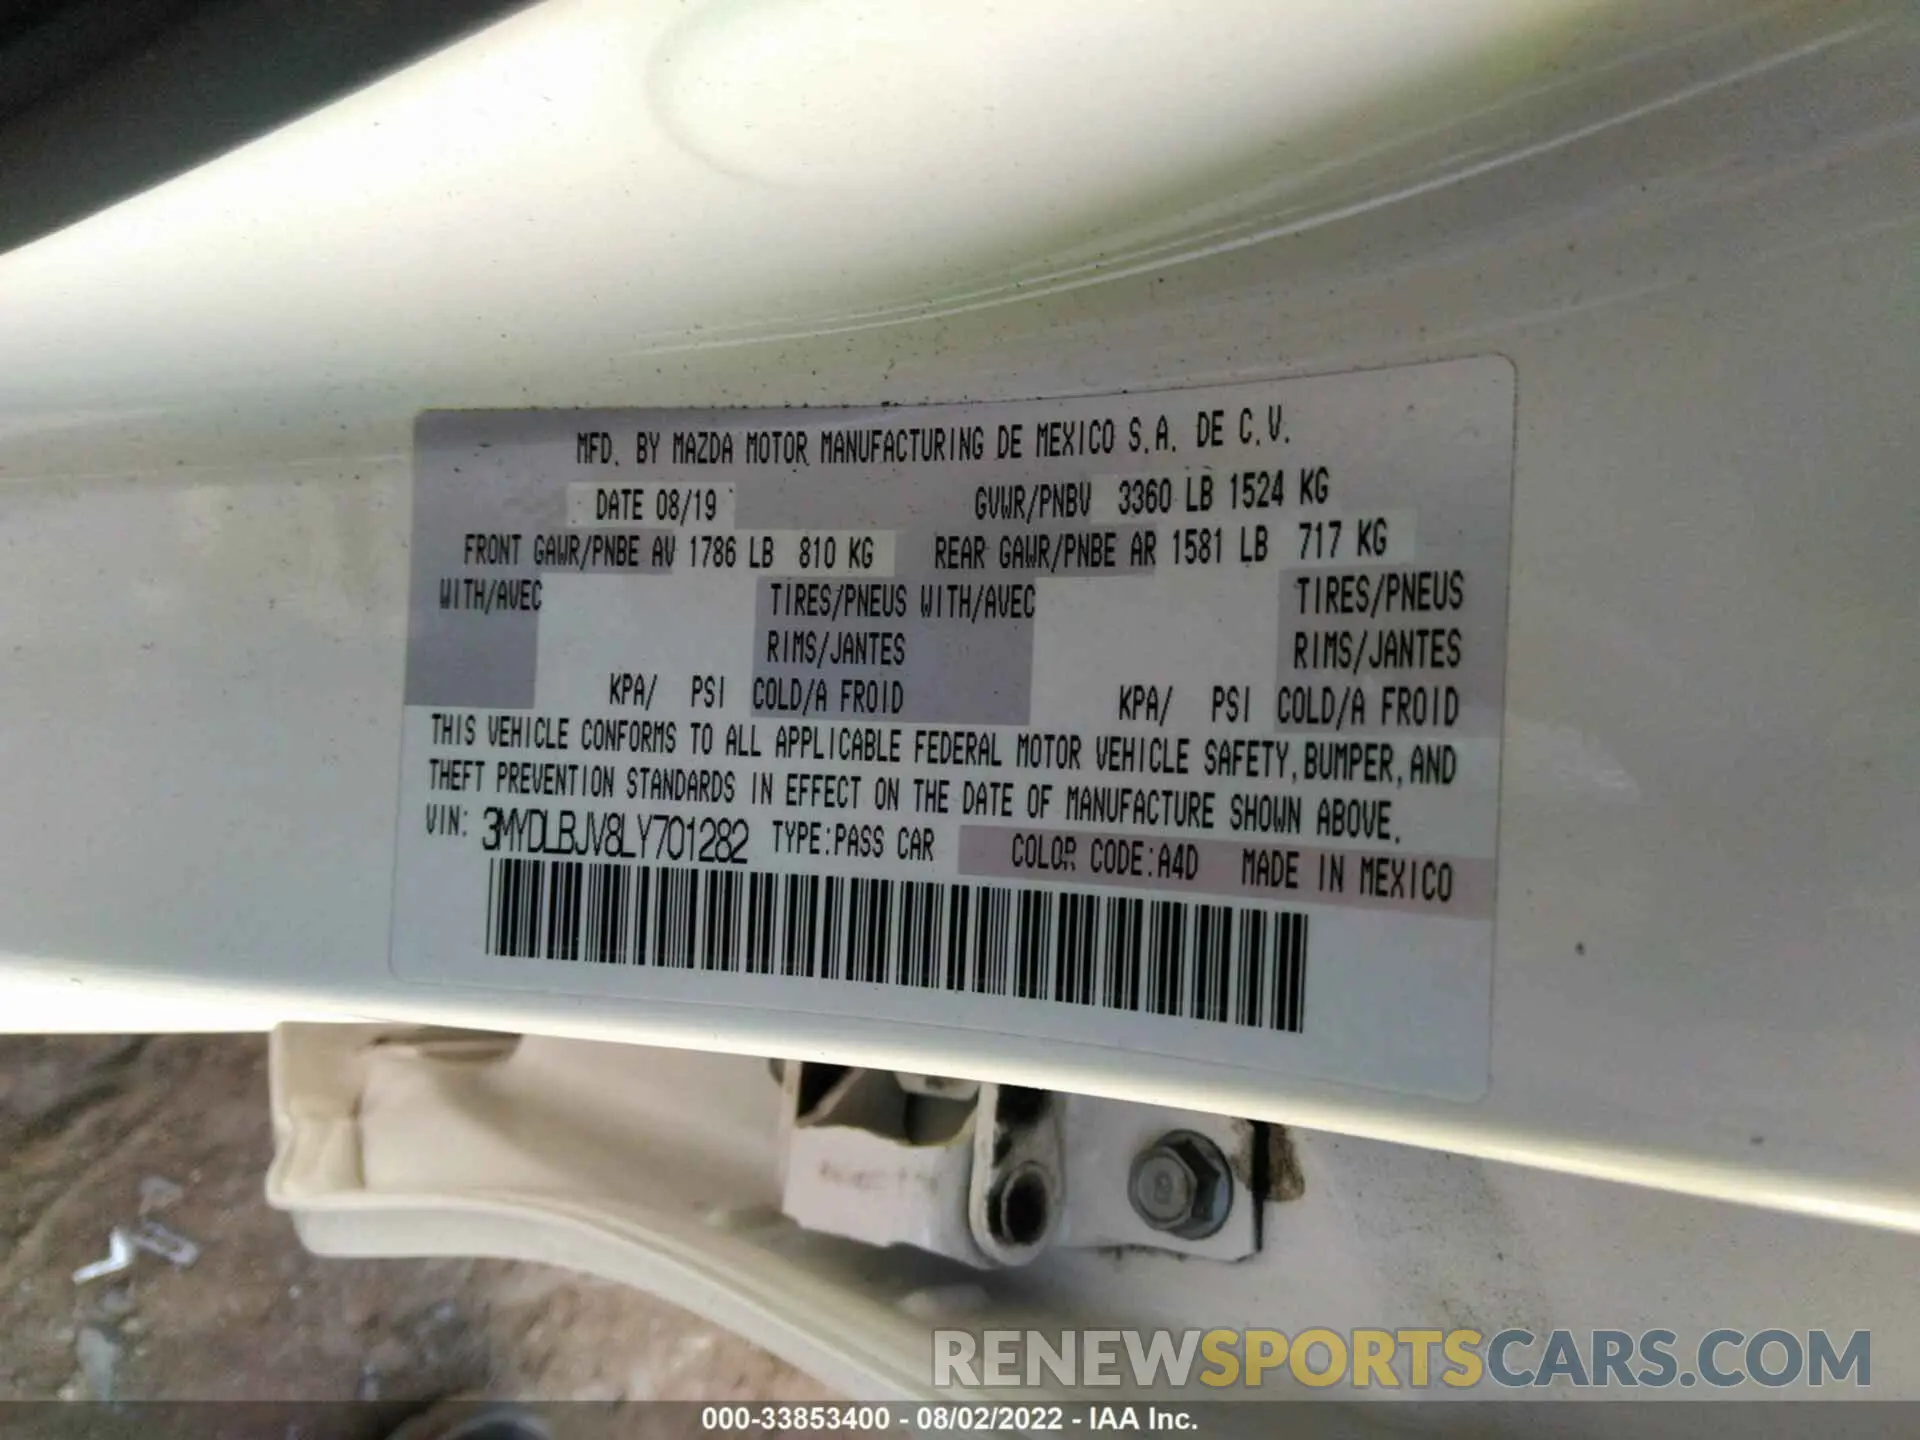 MFD. BY MAZDA MOTOR MANUFACTURING DE MEXICO S.A. DE C.V.
DATE 08/19 GVWR/PNBV 3360 LB 1524 KG
FRONT GAWR/PNBE AV 1786 LB 810 KG REAR GAWR/PNBE AR 1581 LB 717 KG
WITH/AVEC TIRES/PNEUS WITH/AVEC TIRES/PNEUS
RIMS/JANTES RIMS/JANTES
KPA/ PSI COLD/A FROID KPA/ PSI COLD/A FROID
THIS VEHICLE CONFORMS TO ALL APPLICABLE FEDERAL MOTOR VEHICLE SAFETY, BUMPER, AND
THEFT PREVENTION STANDARDS IN EFFECT ON THE DATE OF MANUFACTURE SHOWN ABOVE.
VIN: 3MYDLBJV8LY701282 TYPE:PASS CAR COLOR CODE:A4D MADE IN MEXICO
RENEWSPORTSCARS.COM
000-33853400 - 08/02/2022 - IAA Inc.